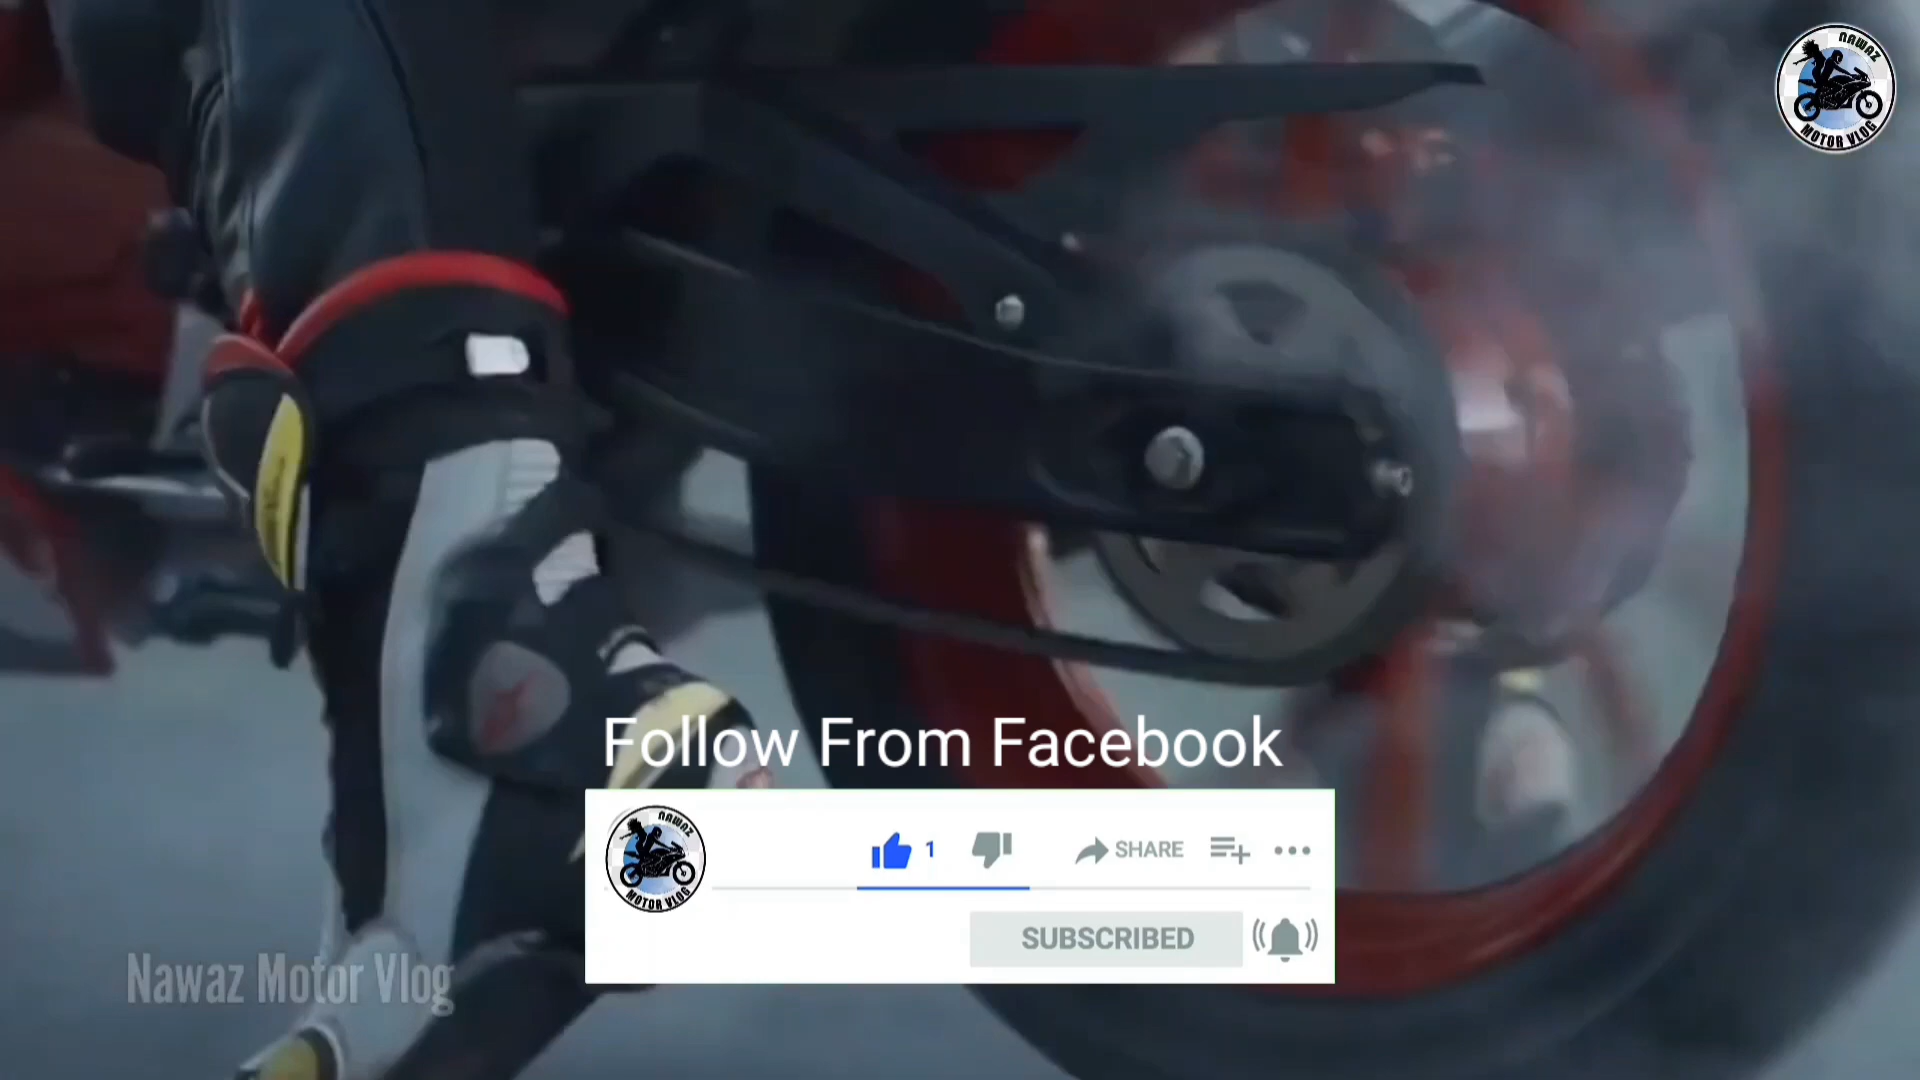 NAWAZ
MOTOR VLOG
Follow From Facebook
NAWAZ
MOTOR VLOG
1
SHARE
SUBSCRIBED
Nawaz Motor Vlog